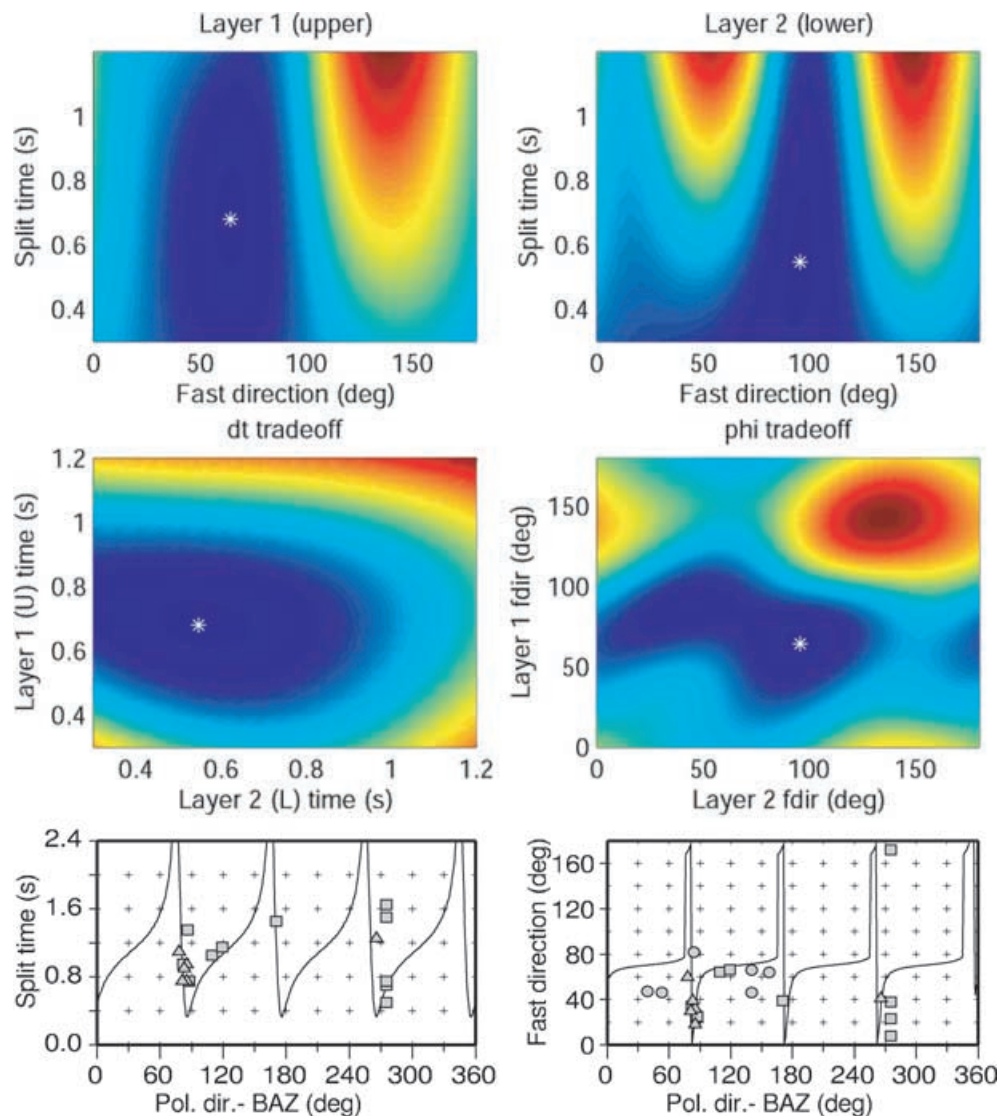 Layer 1 (upper)
Layer 2 (lower)
Split time (s)
1
0.8
0.6
0.4
0 50 100 150
Fast direction (deg)
Split time (s)
1
0.8
0.6
0.4
0 50 100 150
Fast direction (deg)
dt tradeoff
phi tradeoff
Layer 1 (U) time (s)
1.2
1
0.8
0.6
0.4
0.4 0.6 0.8 1 1.2
Layer 2 (L) time (s)
Layer 1 fdir (deg)
150
100
50
0
0 50 100 150
Layer 2 fdir (deg)
Split time (s)
2.4
1.6
0.8
0.0
0 60 120 180 240 300 360
Pol. dir.- BAZ (deg)
Fast direction (deg)
160
120
80
40
0
0 60 120 180 240 300 360
Pol. dir.- BAZ (deg)